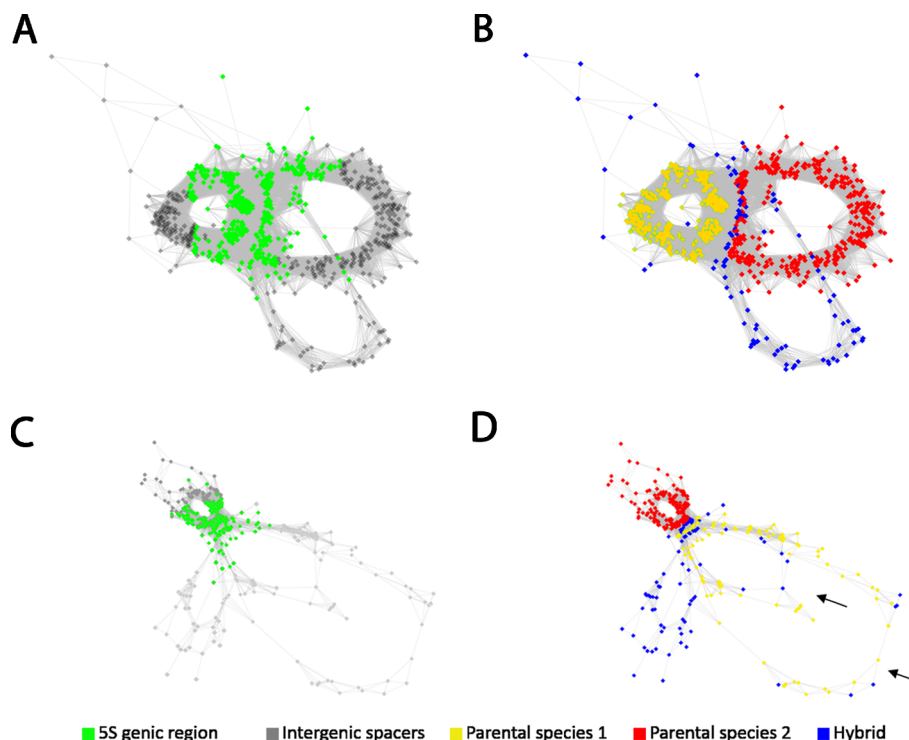 A
B
C
D
5S genic region Intergenic spacers Parental species 1 Parental species 2 Hybrid